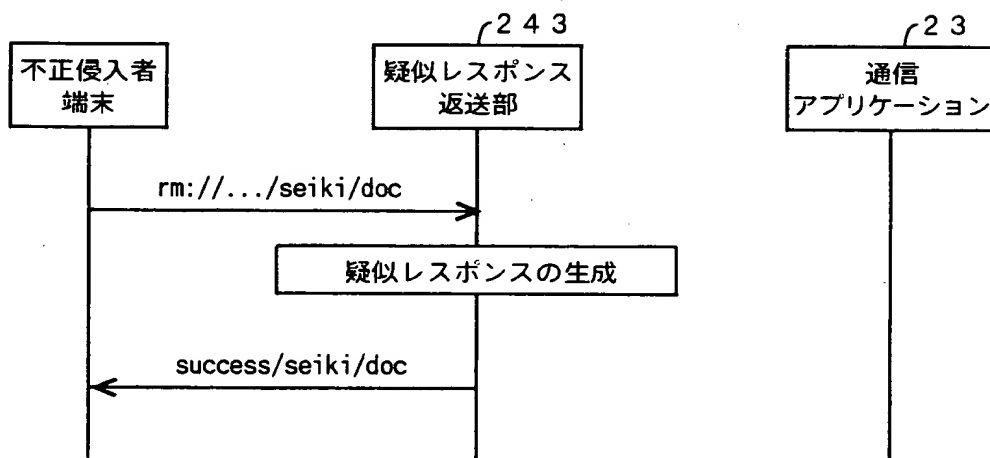 ２４３
２３
不正侵入者
端末
疑似レスポンス
返送部
通信
アプリケーション
rm://.../seiki/doc
疑似レスポンスの生成
success/seiki/doc